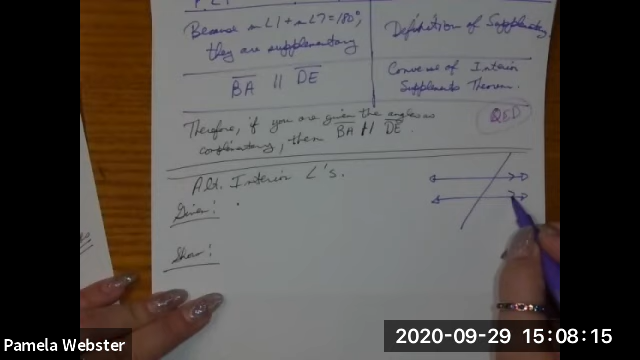 Because m∠1+m∠7=180°,
they are supplementary
Definition of Supplementary
BA || DE
Converse of Interior
Supplements Theorem.
Therefore, if you are given the angles as
, then BA || DE.
QED
Alt. Interior ∠'s.
Given:
Show:
Pamela Webster
2020-09-29 15:08:15